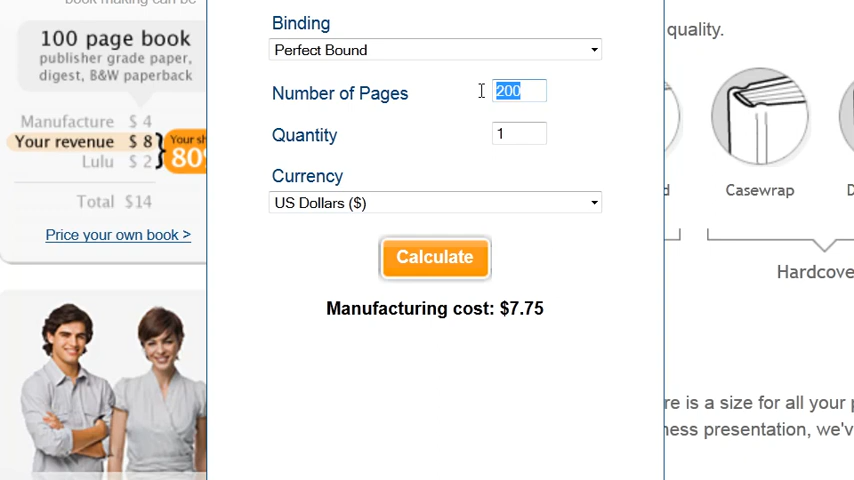 book making can be
100 page book
publisher grade paper,
digest, B&W paperback
Manufacture $ 4
Your revenue $ 8
Lulu $ 2
Your sh
80
Total $14
Price your own book >
Binding
Perfect Bound
Number of Pages
200
Quantity
1
Currency
US Dollars ($)
Calculate
Manufacturing cost: $7.75
quality.
d
Casewrap
D
Hardcove
re is a size for all your p
ness presentation, we'v